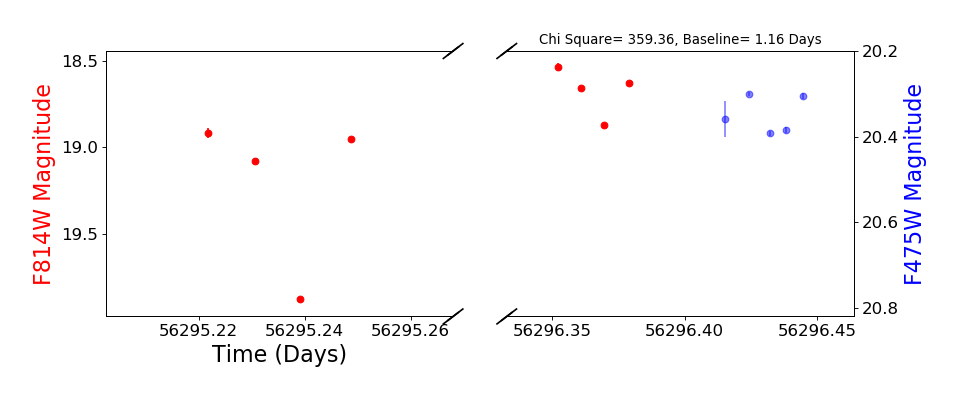 Chi Square= 359.36, Baseline= 1.16 Days
F814W Magnitude
18.5
19.0
19.5
20.2
20.4
20.6
20.8
F475W Magnitude
56295.22 56295.24 56295.26 56296.35 56296.40 56296.45
Time (Days)